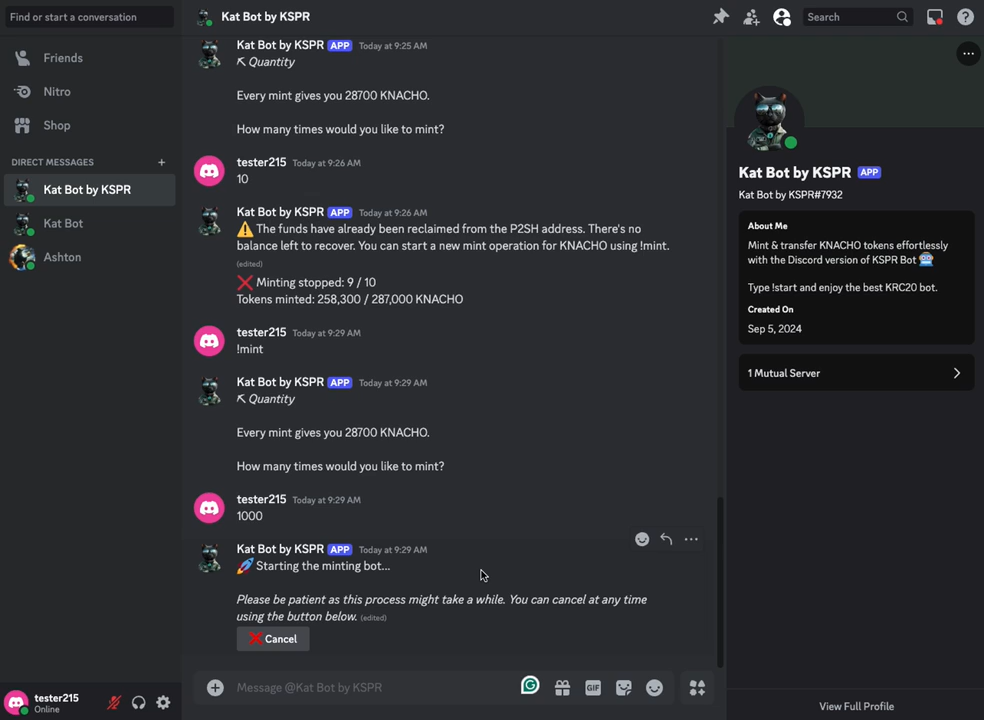 Find or start a conversation
Friends
Nitro
Shop
DIRECT MESSAGES
Kat Bot by KSPR
Kat Bot
Ashton
tester215
Online
Kat Bot by KSPR
Search
Kat Bot by KSPR APP Today at 9:25 AM
Quantity
Every mint gives you 28700 KNACHO.
How many times would you like to mint?
tester215 Today at 9:26 AM
10
Kat Bot by KSPR APP Today at 9:26 AM
The funds have already been reclaimed from the P2SH address. There's no
balance left to recover. You can start a new mint operation for KNACHO using !mint.
(edited)
❌ Minting stopped: 9 / 10
Tokens minted: 258,300 / 287,000 KNACHO
tester215 Today at 9:29 AM
!mint
Kat Bot by KSPR APP Today at 9:29 AM
Quantity
Every mint gives you 28700 KNACHO.
How many times would you like to mint?
tester215 Today at 9:29 AM
1000
Kat Bot by KSPR APP Today at 9:29 AM
🚀 Starting the minting bot...
Please be patient as this process might take a while. You can cancel at any time
using the button below. (edited)
❌ Cancel
Message @Kat Bot by KSPR
GIF
Kat Bot by KSPR APP
Kat Bot by KSPR#7932
About Me
Mint & transfer KNACHO tokens effortlessly
with the Discord version of KSPR Bot 🤖
Type !start and enjoy the best KRC20 bot.
Created On
Sep 5, 2024
1 Mutual Server
View Full Profile